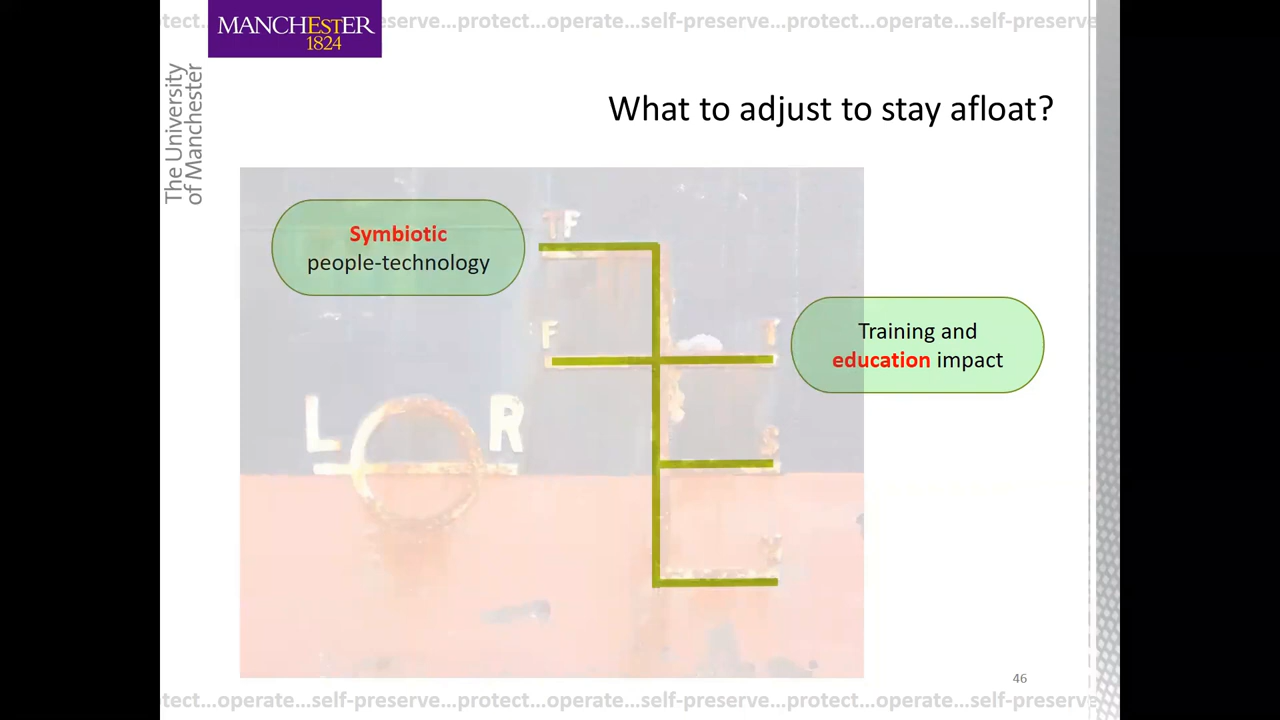 tect...operate...self-preserve...protect...operate...self-preserve...protect...operate...self-preserve
MANCHESTER
1824
The University
of Manchester
What to adjust to stay afloat?
Symbiotic
people-technology
TF
F
T
Training and
education impact
L R
S
46
tect...operate...self-preserve...protect...operate...self-preserve...protect...operate...self-preserve